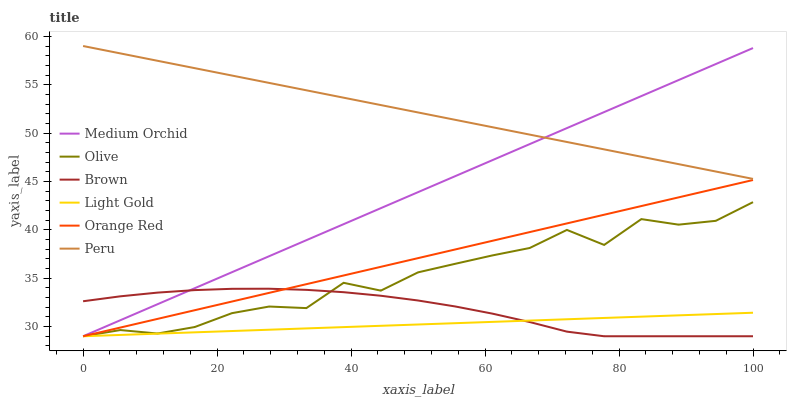 title
yaxis_label
60
55
50
45
40
35
30
Medium Orchid
Olive
Brown
Light Gold
Orange Red
Peru
0 20 40 60 80 100
xaxis_label